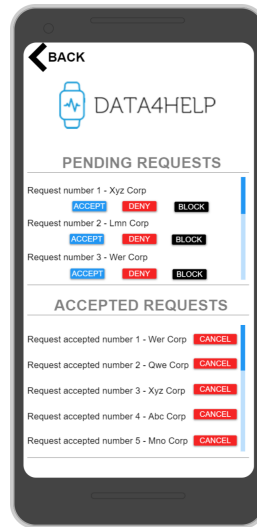 BACK
DATA4HELP
PENDING REQUESTS
Request number 1 - Xyz Corp
ACCEPT DENY BLOCK
Request number 2 - Lmn Corp
ACCEPT DENY BLOCK
Request number 3 - Wer Corp
ACCEPT DENY BLOCK
ACCEPTED REQUESTS
Request accepted number 1 - Wer Corp CANCEL
Request accepted number 2 - Qwe Corp CANCEL
Request accepted number 3 - Xyz Corp CANCEL
Request accepted number 4 - Abc Corp CANCEL
Request accepted number 5 - Mno Corp CANCEL